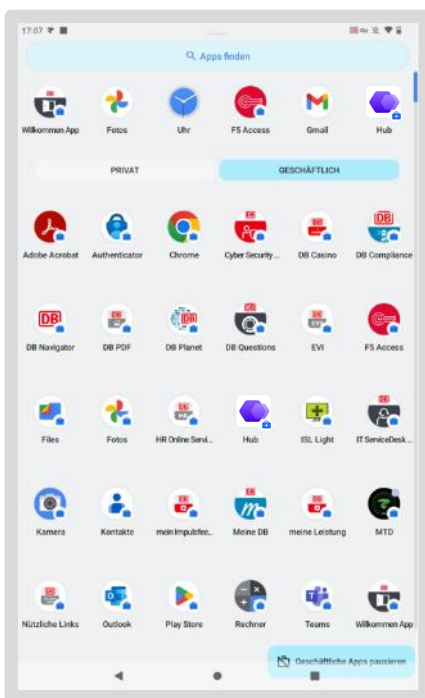 17:07
Apps finden
Willkommen App Fotos Uhr F5 Access Gmail Hub
PRIVAT GESCHÄFTLICH
Adobe Acrobat Authenticator Chrome Cyber Security ... DB Casino DB Compliance
DB Navigator DB PDF DB Planet DB Questions EVI F5 Access
Files Fotos HR Online Servi... Hub ISL Light IT ServiceDesk...
Kamera Kontakte mein Impulsfee... Meine DB meine Leistung MTD
Nützliche Links Outlook Play Store Rechner Teams Willkommen App
Geschäftliche Apps pausieren